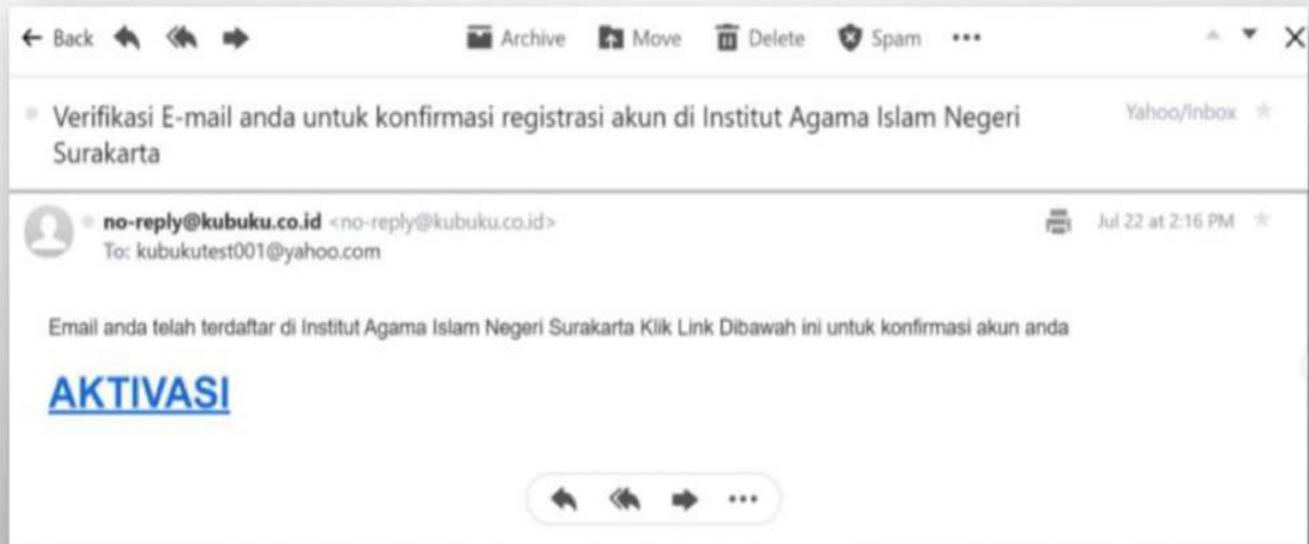 Back Archive Move Delete Spam
Verifikasi E-mail anda untuk konfirmasi registrasi akun di Institut Agama Islam Negeri
Surakarta
Yahoo/Inbox
no-reply@kubuku.co.id <no-reply@kubuku.co.id>
Jul 22 at 2:16 PM
To: kubukutest001@yahoo.com
Email anda telah terdaftar di Institut Agama Islam Negeri Surakarta Klik Link Dibawah ini untuk konfirmasi akun anda
AKTIVASI